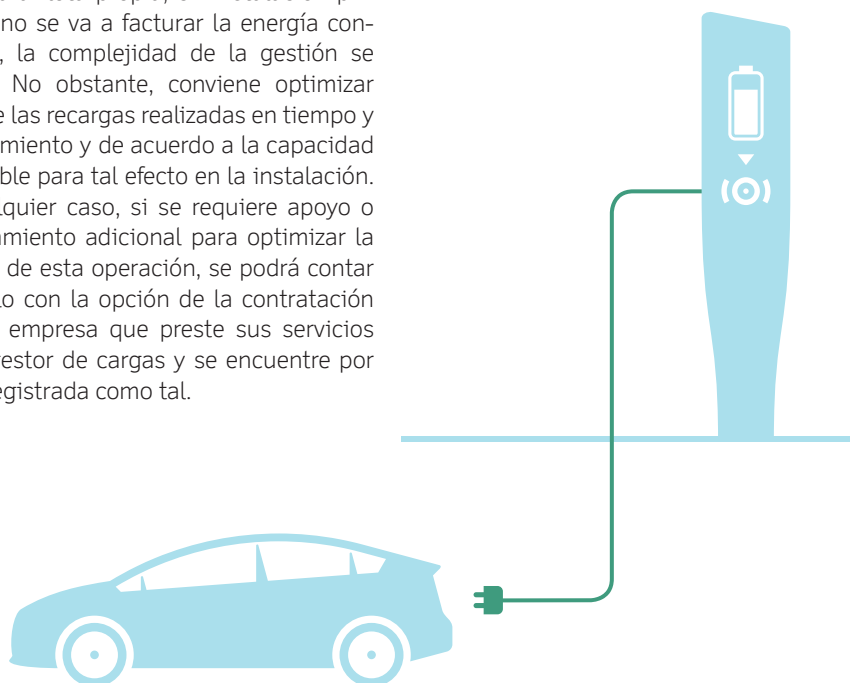 no se va a facturar la energía con-
, la complejidad de la gestión se
No obstante, conviene optimizar
e las recargas realizadas en tiempo y
miento y de acuerdo a la capacidad
ble para tal efecto en la instalación.
lquier caso, si se requiere apoyo o
amiento adicional para optimizar la
de esta operación, se podrá contar
lo con la opción de la contratación
empresa que preste sus servicios
estor de cargas y se encuentre por
egistrada como tal.